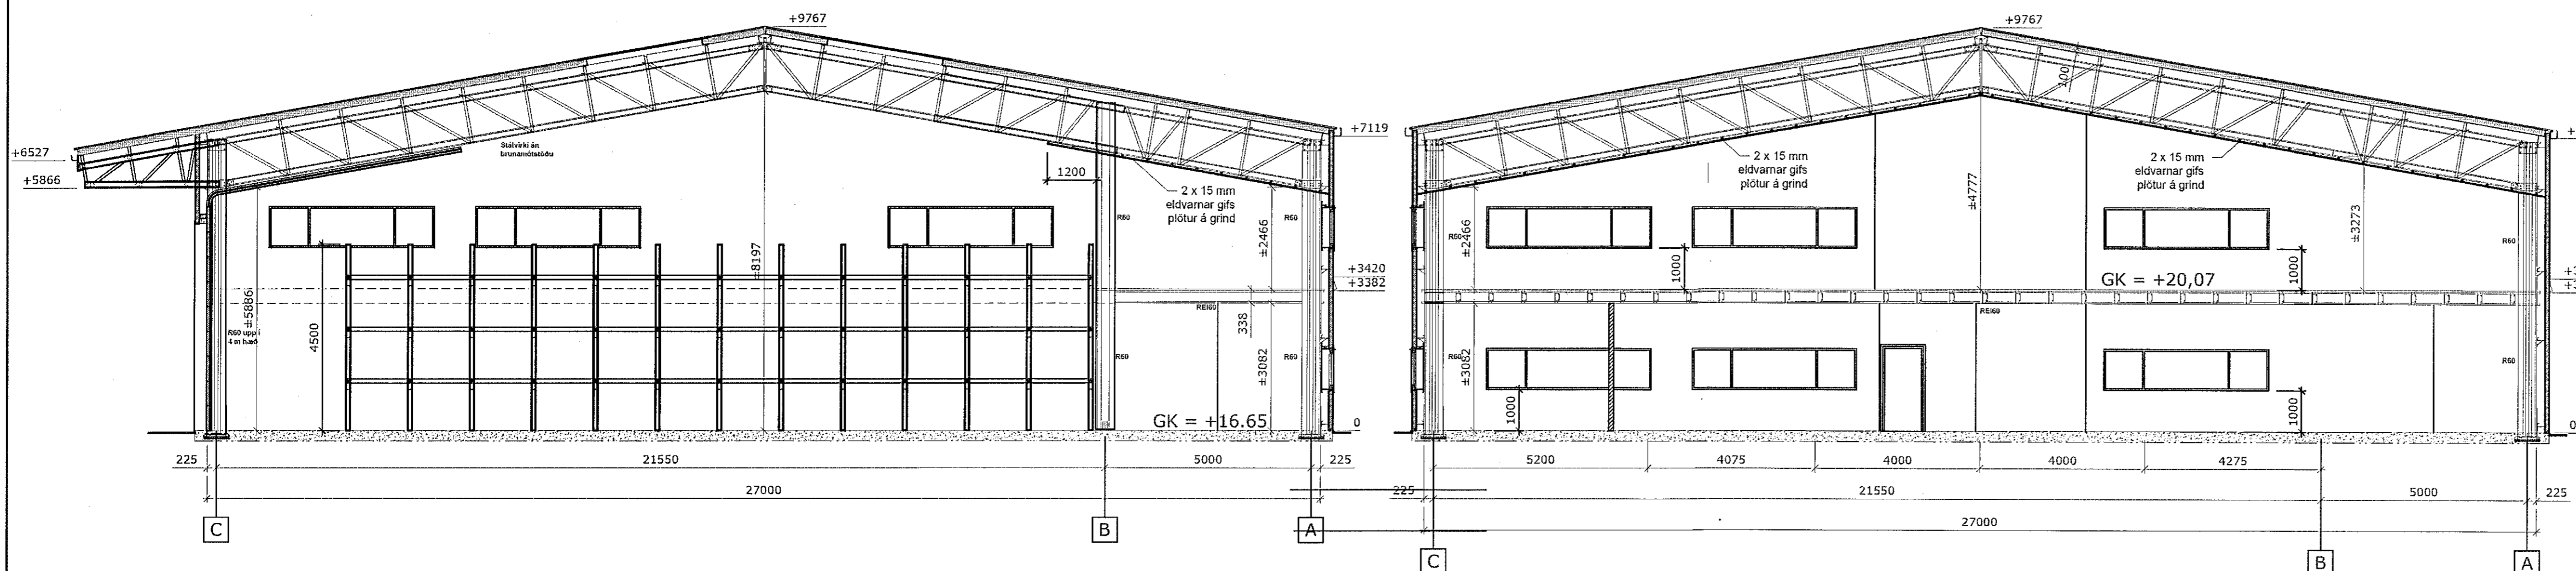 +9767
+6527
+5866
Stálvirki án
brunamótstöðu
1200
2 x 15 mm
eldvarnar gifs
plötur á grind
+7119
R60
R60
±2466
±8197
+3420
+3382
±5886
R60 upp í
4 m hæð
4500
REI60
338
R60
R60
±3082
GK = +16.65
0
225
21550
5000
225
27000
C
B
A
+9767
1400
2 x 15 mm
eldvarnar gifs
plötur á grind
2 x 15 mm
eldvarnar gifs
plötur á grind
±4777
±3273
R60
±2466
R60
1000
GK = +20,07
1000
REI60
R60
±3082
R60
1000
1000
0
5200
4075
4000
4000
4275
225
21550
5000
225
27000
C
B
A